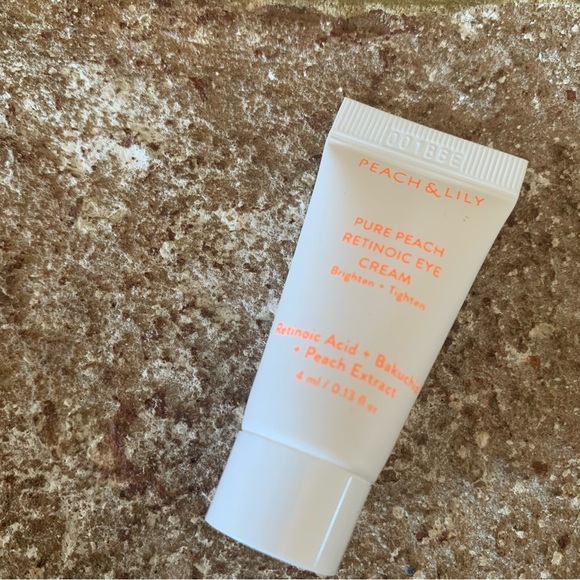 PEACH & LILY
PURE PEACH
RETINOIC EYE
CREAM
Brighten + Tighten
Retinoic Acid + Bakuchiol
+ Peach Extract
4 ml / 0.13 fl oz